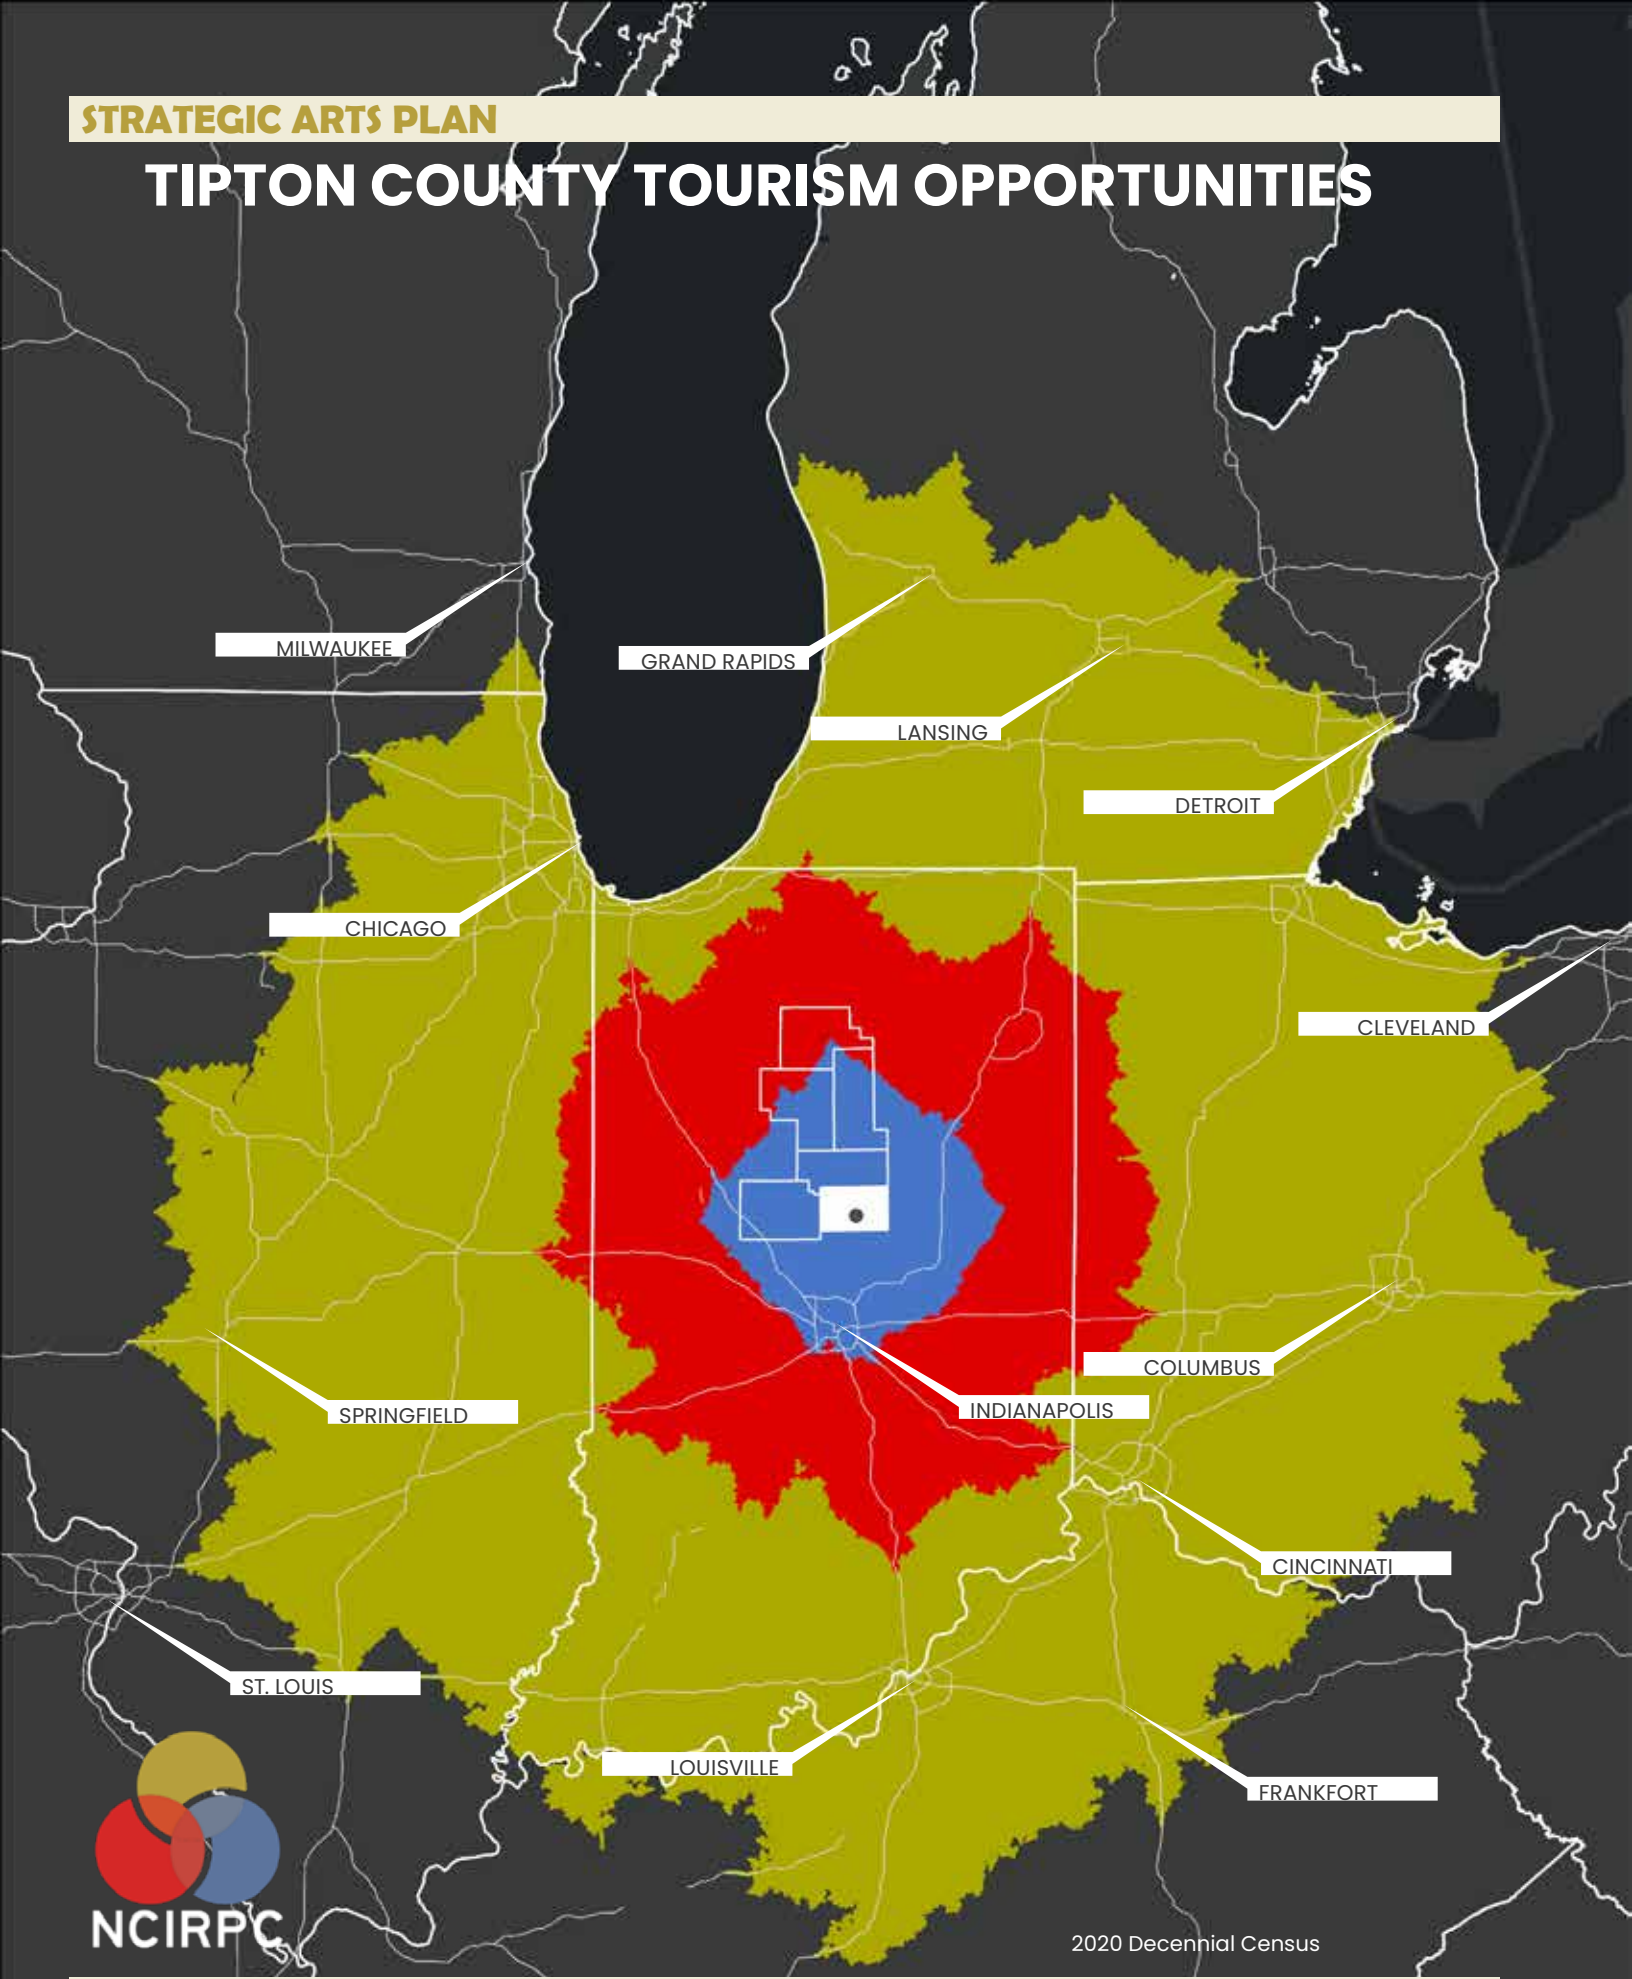 STRATEGIC ARTS PLAN
TIPTON COUNTY TOURISM OPPORTUNITIES
MILWAUKEE
GRAND RAPIDS
LANSING
DETROIT
CHICAGO
CLEVELAND
COLUMBUS
INDIANAPOLIS
SPRINGFIELD
CINCINNATI
ST. LOUIS
LOUISVILLE
FRANKFORT
NCIRPC
2020 Decennial Census